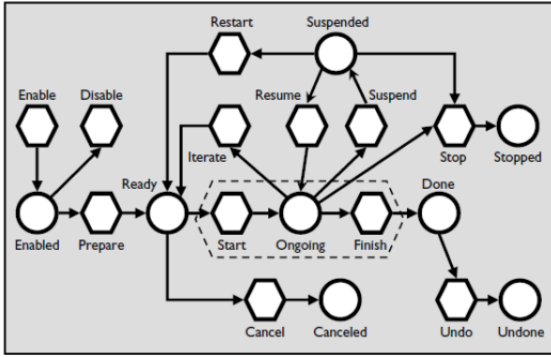 Restart
Suspended
Enable
Disable
Resume
Suspend
Iterate
Stop
Stopped
Ready
Done
Enabled
Prepare
Start
Ongoing
Finish
Cancel
Canceled
Undo
Undone